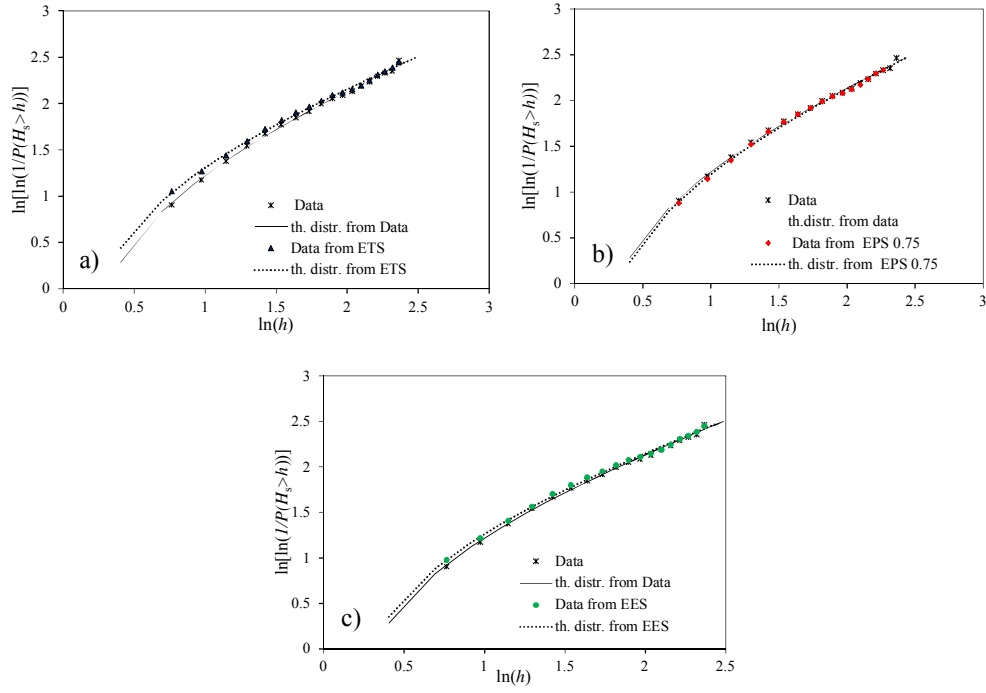 a)
3
2.5
2
1.5
1
0.5
0
ln[ln(1/P(Hs>h))]
Data
th. distr. from Data
Data from ETS
th. distr. from ETS
0 0.5 1 1.5 2 2.5 3
ln(h)
b)
3
2.5
2
1.5
1
0.5
0
ln[ln(1/P(Hs>h))]
Data
th.distr. from data
Data from EPS 0.75
th. distr. from EPS 0.75
0 0.5 1 1.5 2 2.5 3
ln(h)
3
2.5
2
1.5
1
0.5
0
ln[ln(1/P(Hs>h))]
Data
th. distr. from Data
Data from EES
th. distr. from EES
c)
0 0.5 1 1.5 2 2.5
ln(h)